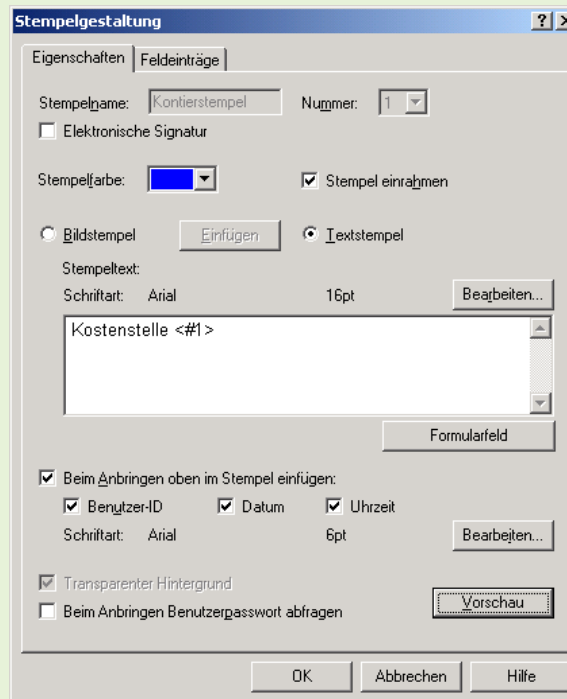 Stempelgestaltung
Eigenschaften Feldeinträge
Stempelname: Kontierstempel Nummer: 1
Elektronische Signatur
Stempelfarbe: Stempel einrahmen
Bildstempel Einfügen Textstempel
Stempeltext:
Schriftart: Arial 16pt Bearbeiten...
Kostenstelle <#1>
Formularfeld
Beim Anbringen oben im Stempel einfügen:
Benutzer-ID Datum Uhrzeit
Schriftart: Arial 6pt Bearbeiten...
Transparenter Hintergrund
Vorschau
Beim Anbringen Benutzerpasswort abfragen
OK Abbrechen Hilfe